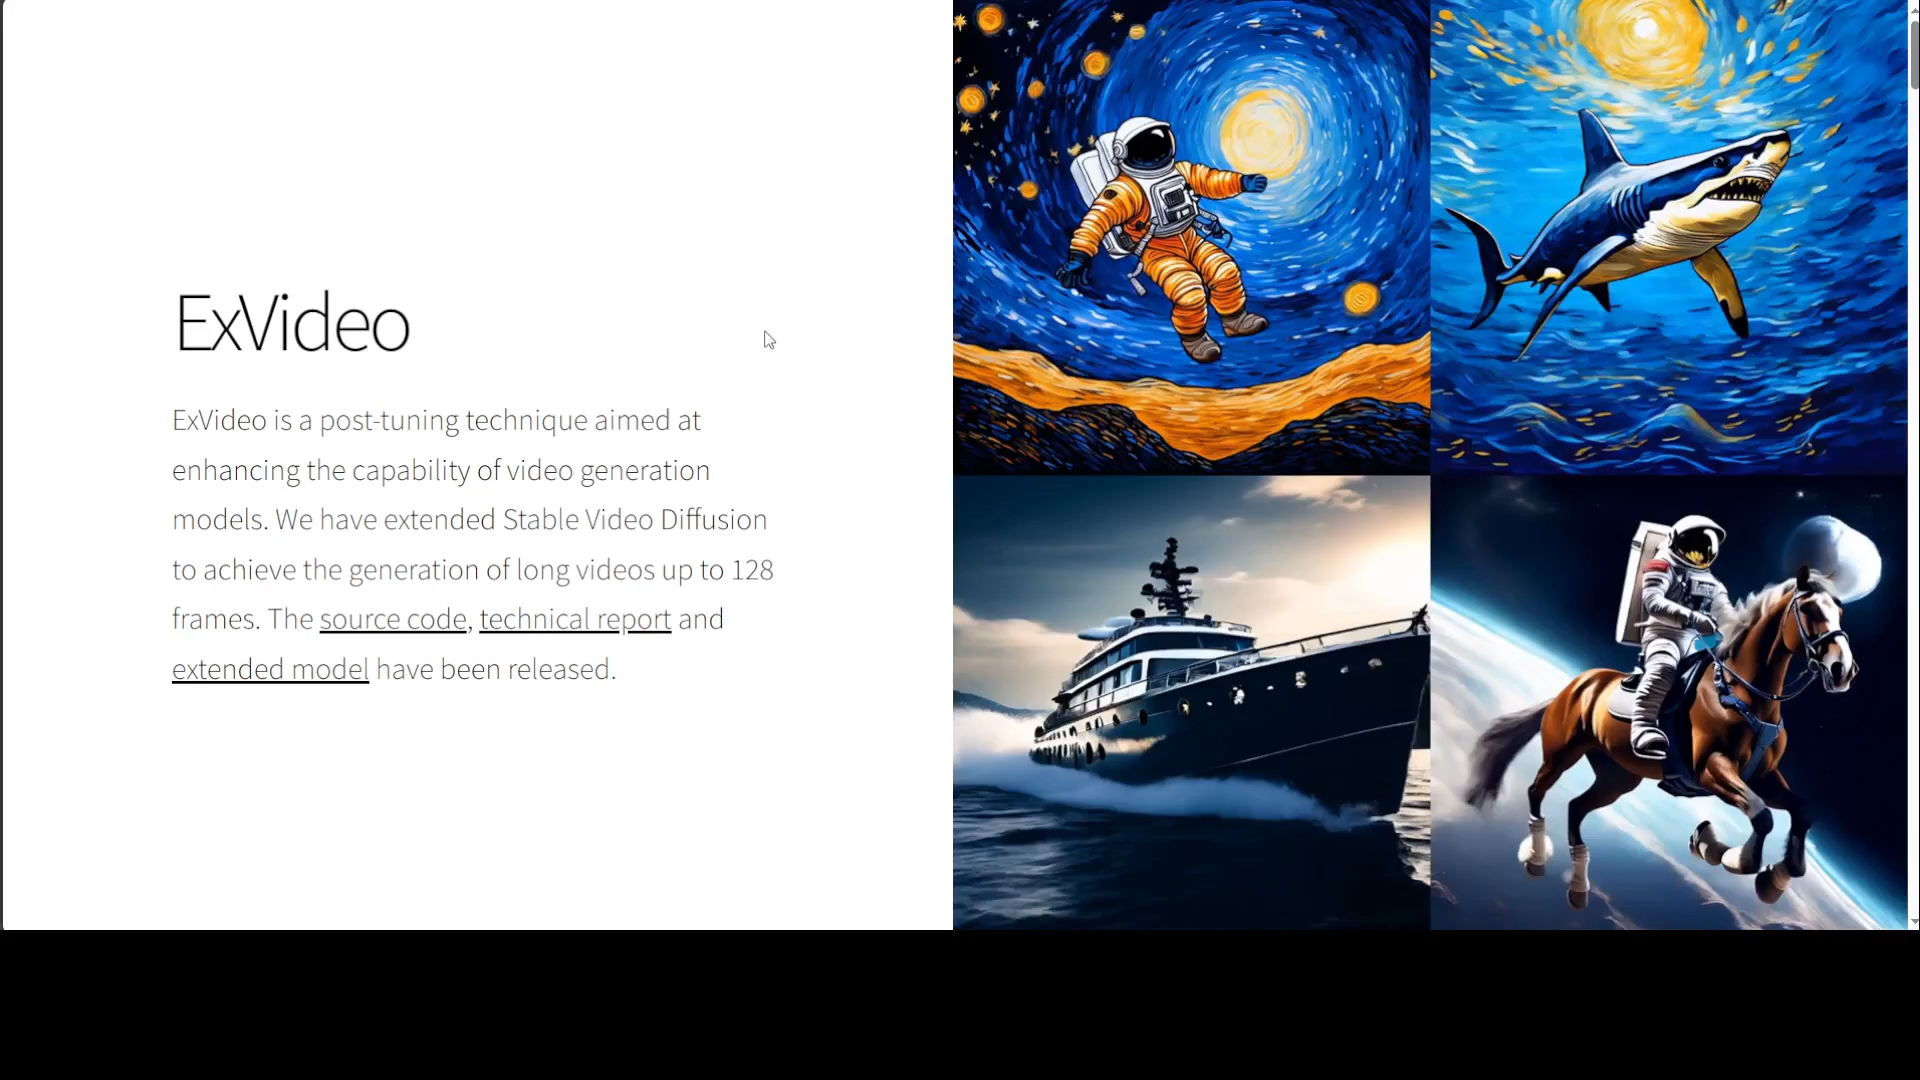 ExVideo
ExVideo is a post-tuning technique aimed at
enhancing the capability of video generation
models. We have extended Stable Video Diffusion
to achieve the generation of long videos up to 128
frames. The source code, technical report and
extended model have been released.